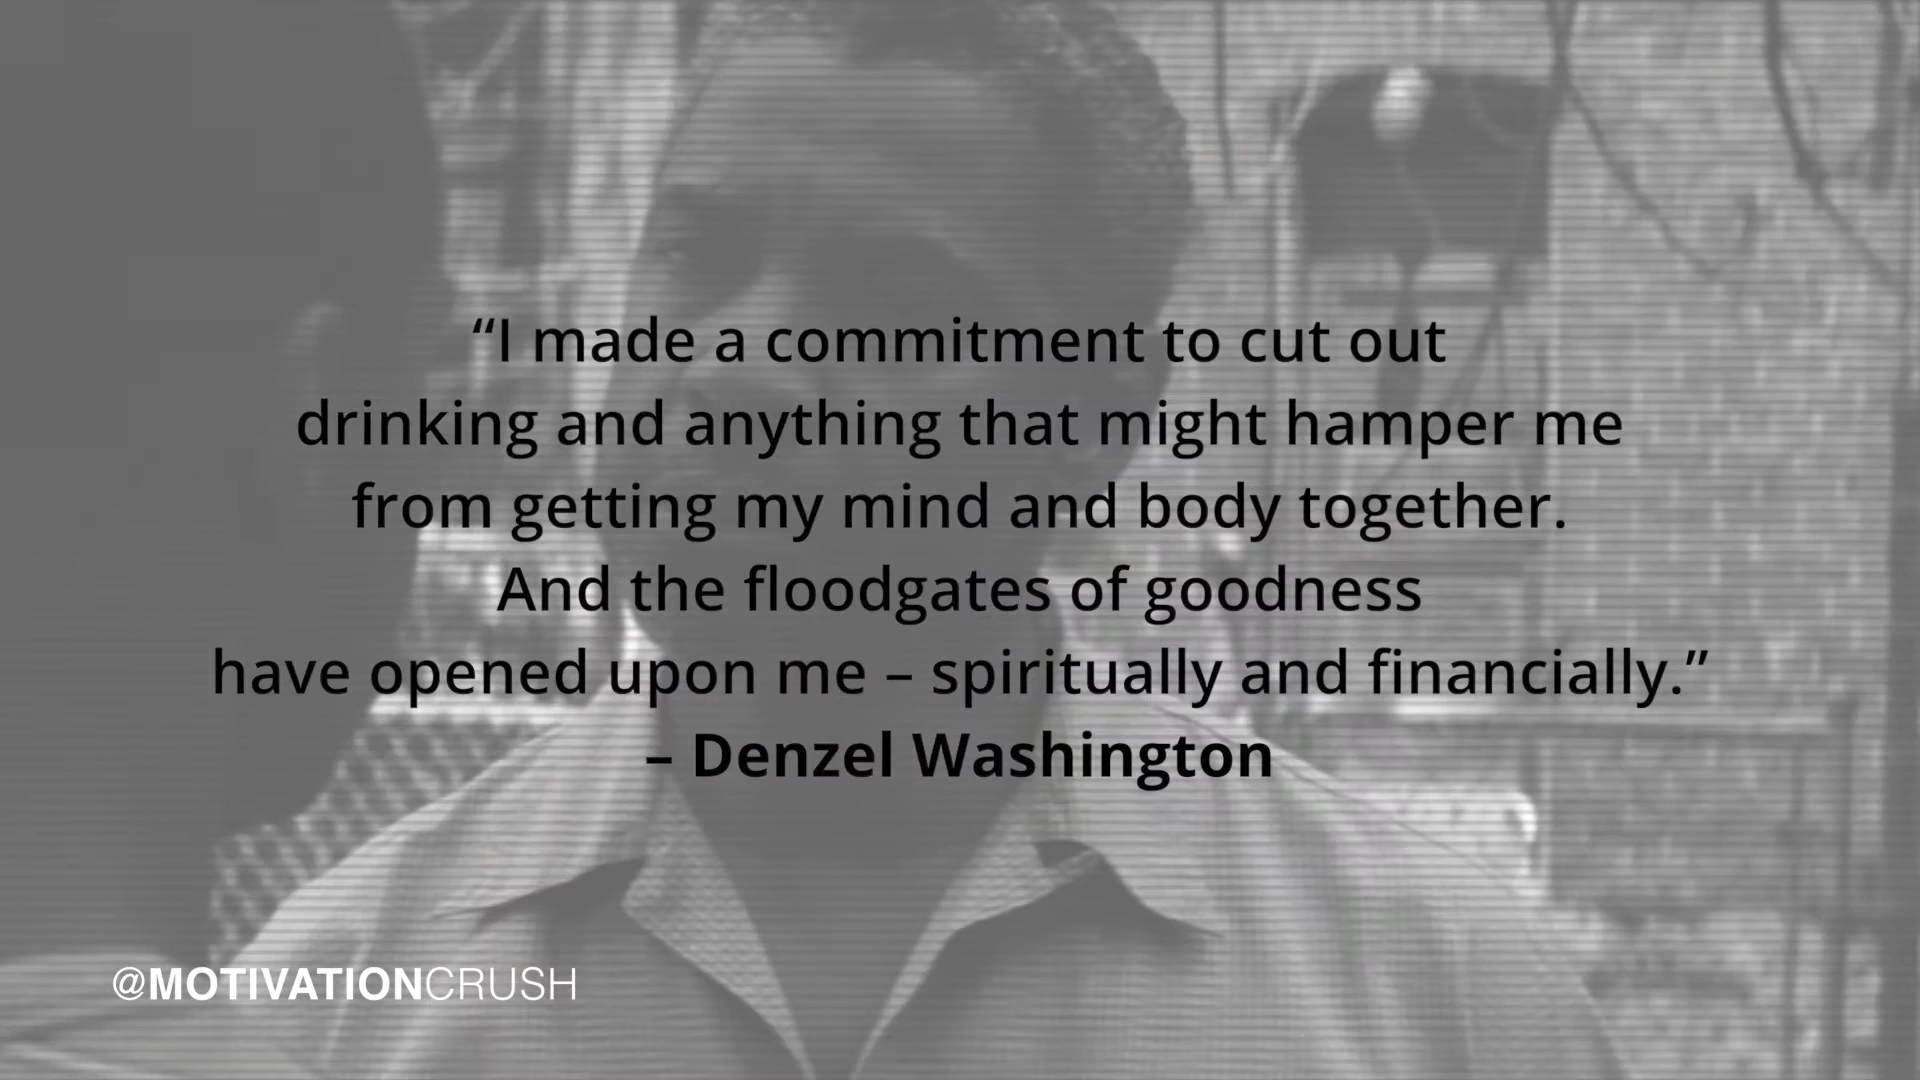 “I made a commitment to cut out
drinking and anything that might hamper me
from getting my mind and body together.
And the floodgates of goodness
have opened upon me – spiritually and financially.”
– Denzel Washington
@MOTIVATIONCRUSH